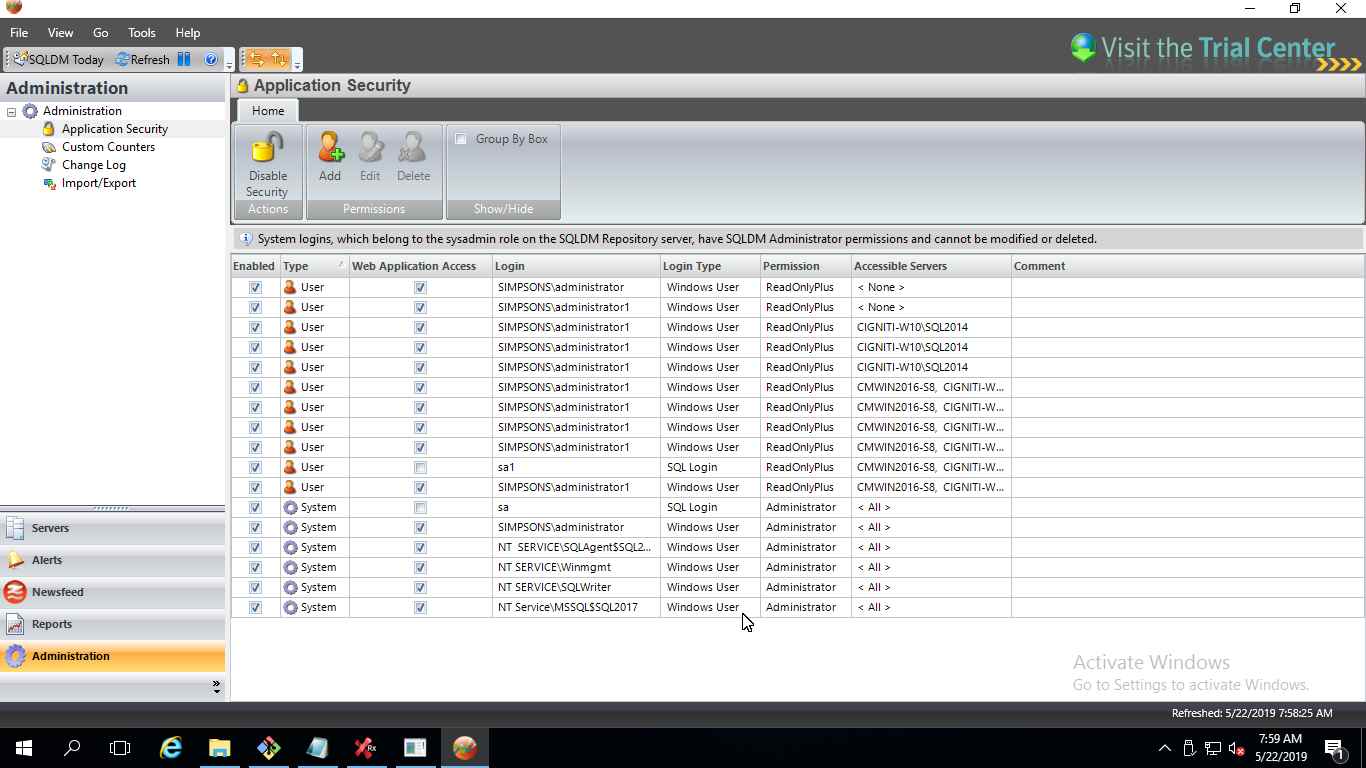 File View Go Tools Help
Visit the Trial Center
SQLDM Today Refresh
Administration
Application Security
Administration
Application Security
Custom Counters
Change Log
Import/Export
Home
Disable Security
Add
Edit
Delete
Group By Box
Actions
Permissions
Show/Hide
System logins, which belong to the sysadmin role on the SQLDM Repository server, have SQLDM Administrator permissions and cannot be modified or deleted.
Enabled Type Web Application Access Login Login Type Permission Accessible Servers Comment
User SIMPSONS\administrator Windows User ReadOnlyPlus < None >
User SIMPSONS\administrator1 Windows User ReadOnlyPlus < None >
User SIMPSONS\administrator1 Windows User ReadOnlyPlus CIGNITI-W10\SQL2014
User SIMPSONS\administrator1 Windows User ReadOnlyPlus CIGNITI-W10\SQL2014
User SIMPSONS\administrator1 Windows User ReadOnlyPlus CIGNITI-W10\SQL2014
User SIMPSONS\administrator1 Windows User ReadOnlyPlus CMWIN2016-S8, CIGNITI-W...
User SIMPSONS\administrator1 Windows User ReadOnlyPlus CMWIN2016-S8, CIGNITI-W...
User SIMPSONS\administrator1 Windows User ReadOnlyPlus CMWIN2016-S8, CIGNITI-W...
User SIMPSONS\administrator1 Windows User ReadOnlyPlus CMWIN2016-S8, CIGNITI-W...
User sa1 SQL Login ReadOnlyPlus CMWIN2016-S8, CIGNITI-W...
User SIMPSONS\administrator1 Windows User ReadOnlyPlus CMWIN2016-S8, CIGNITI-W...
System sa SQL Login Administrator < All >
System SIMPSONS\administrator Windows User Administrator < All >
System NT SERVICE\SQLAgent$SQL2... Windows User Administrator < All >
System NT SERVICE\Winmgmt Windows User Administrator < All >
System NT SERVICE\SQLWriter Windows User Administrator < All >
System NT Service\MSSQL$SQL2017 Windows User Administrator < All >
Servers
Alerts
Newsfeed
Reports
Administration
Activate Windows
Go to Settings to activate Windows.
Refreshed: 5/22/2019 7:58:25 AM
Rx
7:59 AM
5/22/2019
1